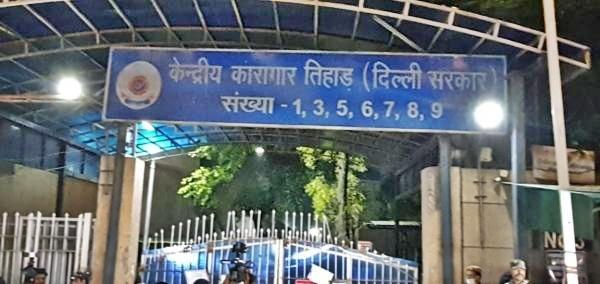 केन्द्रीय कारागार तिहाड़ (दिल्ली सरकार)
संख्या - 1, 3, 5, 6, 7, 8, 9